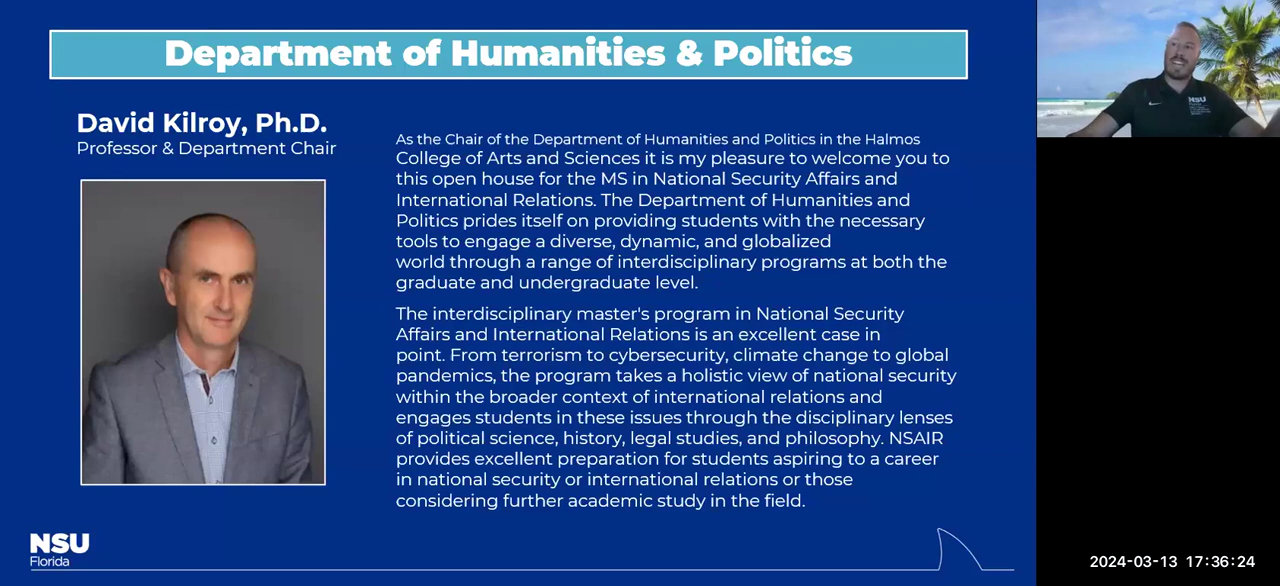 Department of Humanities & Politics
David Kilroy, Ph.D.
Professor & Department Chair
As the Chair of the Department of Humanities and Politics in the Halmos
College of Arts and Sciences it is my pleasure to welcome you to
this open house for the MS in National Security Affairs and
International Relations. The Department of Humanities and
Politics prides itself on providing students with the necessary
tools to engage a diverse, dynamic, and globalized
world through a range of interdisciplinary programs at both the
graduate and undergraduate level.
The interdisciplinary master's program in National Security
Affairs and International Relations is an excellent case in
point. From terrorism to cybersecurity, climate change to global
pandemics, the program takes a holistic view of national security
within the broader context of international relations and
engages students in these issues through the disciplinary lenses
of political science, history, legal studies, and philosophy. NSAIR
provides excellent preparation for students aspiring to a career
in national security or international relations or those
considering further academic study in the field.
NSU
Florida
NSU
2024-03-13 17:36:24